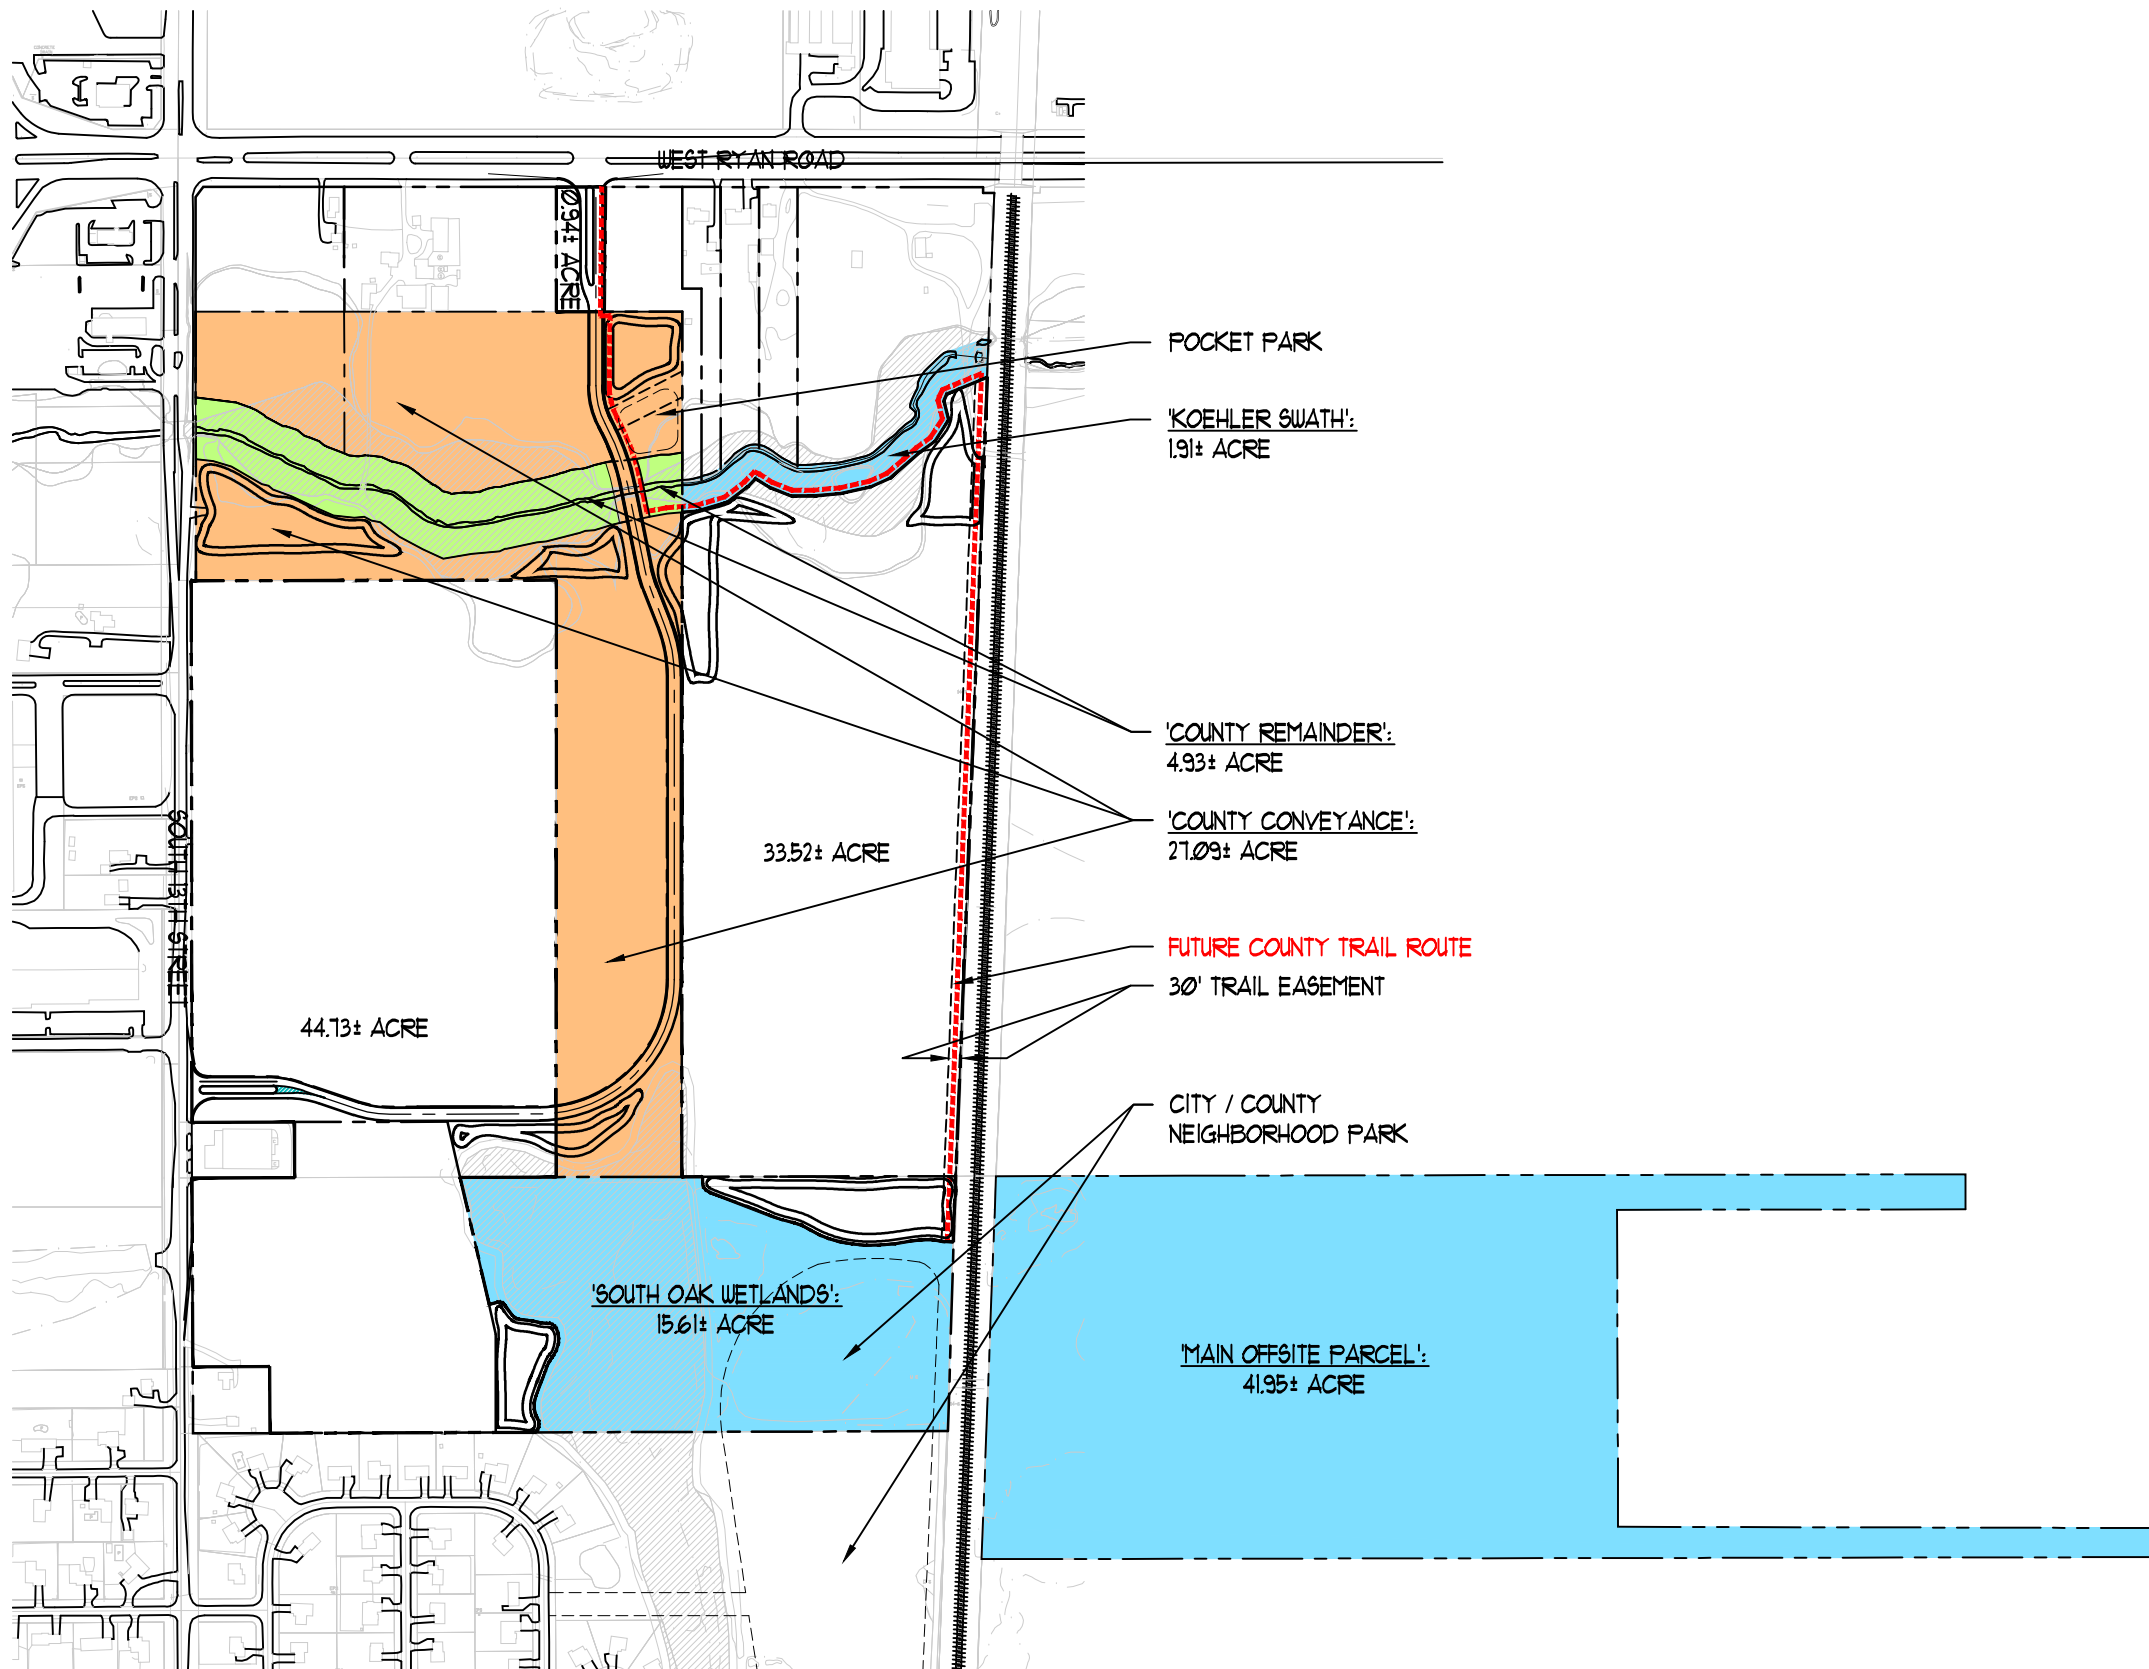 WEST RYAN ROAD
0.94± ACRE
POCKET PARK
'KOEHLER SWATH':
1.91± ACRE
'COUNTY REMAINDER':
4.93± ACRE
'COUNTY CONVEYANCE':
27.09± ACRE
33.52± ACRE
FUTURE COUNTY TRAIL ROUTE
30' TRAIL EASEMENT
SOUTH 13TH STREET
44.73± ACRE
CITY / COUNTY
NEIGHBORHOOD PARK
'SOUTH OAK WETLANDS':
15.61± ACRE
'MAIN OFFSITE PARCEL':
41.95± ACRE